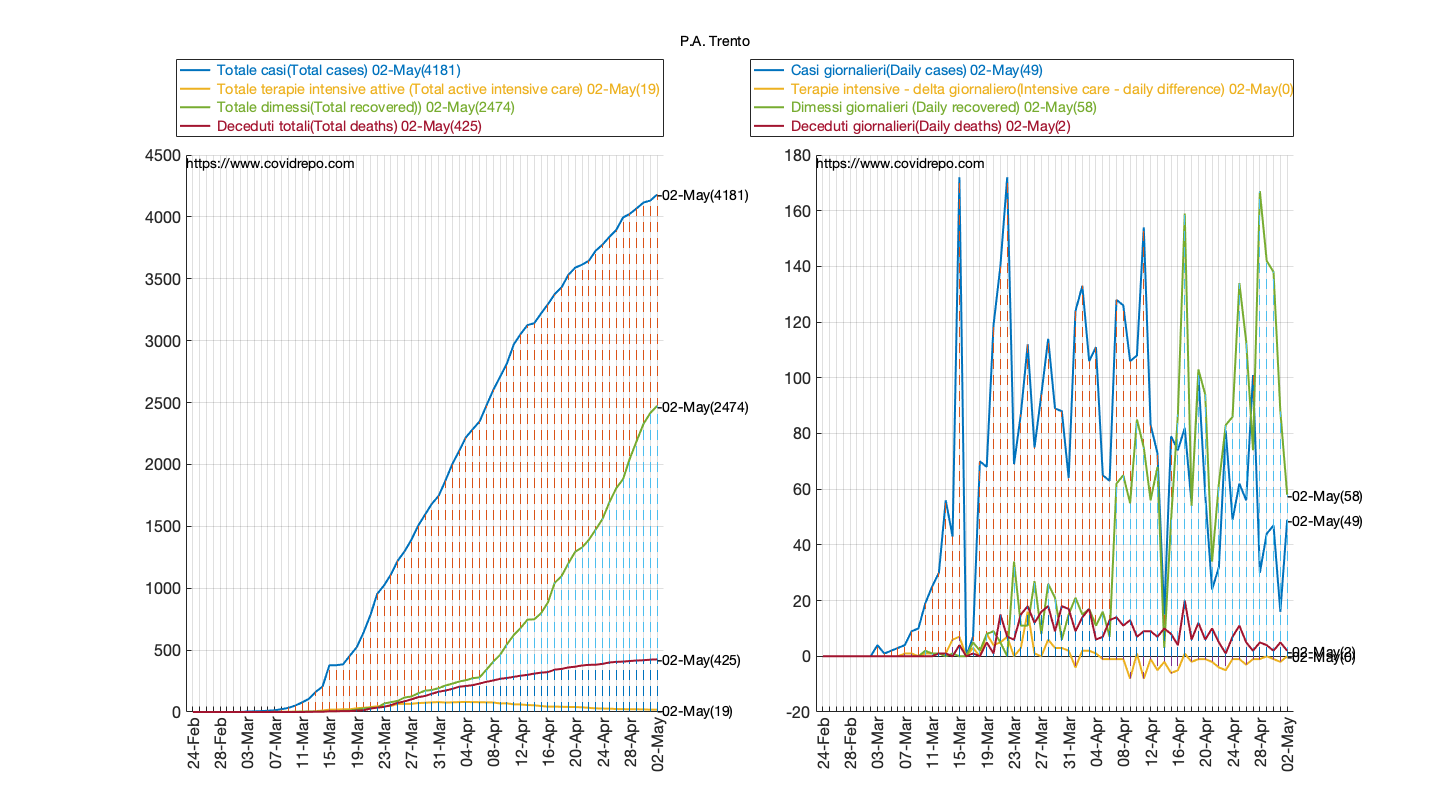 P.A. Trento
Totale casi(Total cases) 02-May(4181)
Totale terapie intensive attive (Total active intensive care) 02-May(19)
Totale dimessi(Total recovered)) 02-May(2474)
Deceduti totali(Total deaths) 02-May(425)
https://www.covidrepo.com
4500
4000
3500
3000
2500
2000
1500
1000
500
0
02-May(4181)
02-May(2474)
02-May(425)
02-May(19)
24-Feb
28-Feb
03-Mar
07-Mar
11-Mar
15-Mar
19-Mar
23-Mar
27-Mar
31-Mar
04-Apr
08-Apr
12-Apr
16-Apr
20-Apr
24-Apr
28-Apr
02-May
Casi giornalieri(Daily cases) 02-May(49)
Terapie intensive - delta giornaliero(Intensive care - daily difference) 02-May(0)
Dimessi giornalieri (Daily recovered) 02-May(58)
Deceduti giornalieri(Daily deaths) 02-May(2)
https://www.covidrepo.com
180
160
140
120
100
80
60
40
20
0
-20
02-May(58)
02-May(49)
02-May(2)
02-May(0)
24-Feb
28-Feb
03-Mar
07-Mar
11-Mar
15-Mar
19-Mar
23-Mar
27-Mar
31-Mar
04-Apr
08-Apr
12-Apr
16-Apr
20-Apr
24-Apr
28-Apr
02-May